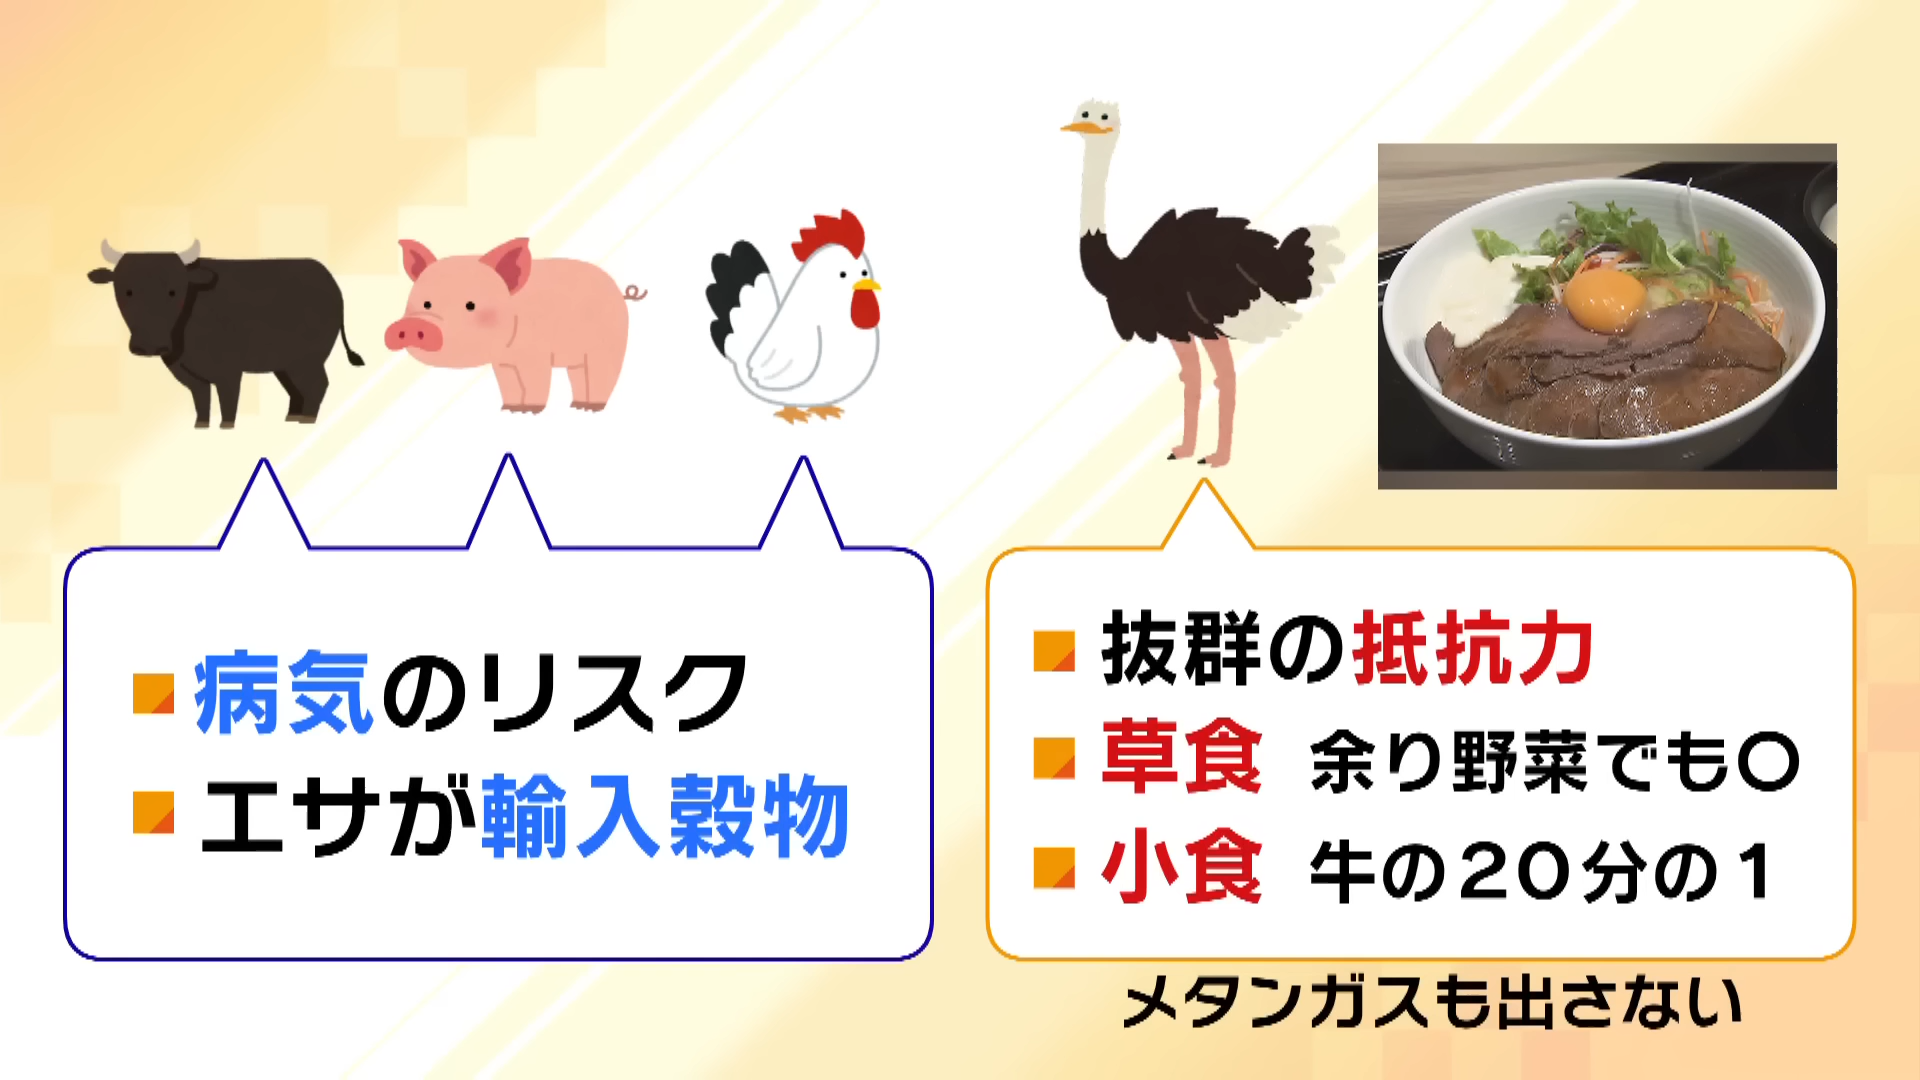 病気のリスク
エサが輸入穀物
抜群の抵抗力
草食 余り野菜でも〇
小食 牛の20分の1
メタンガスも出さない